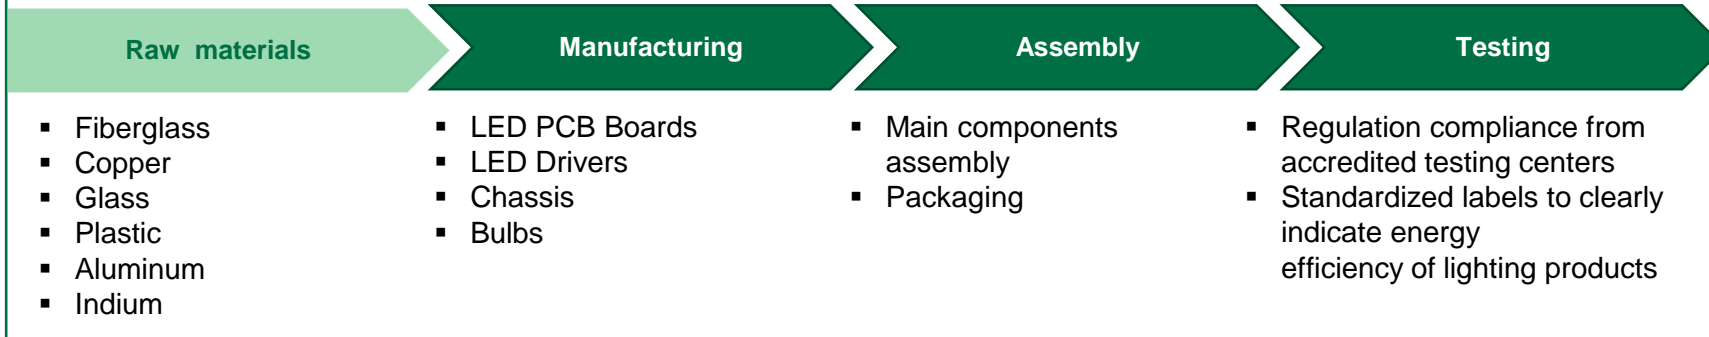 Raw materials
Manufacturing
Assembly
Testing
▪ Fiberglass
▪ Copper
▪ Glass
▪ Plastic
▪ Aluminum
▪ Indium
▪ LED PCB Boards
▪ LED Drivers
▪ Chassis
▪ Bulbs
▪ Main components
assembly
▪ Packaging
▪ Regulation compliance from
accredited testing centers
▪ Standardized labels to clearly
indicate energy
efficiency of lighting products